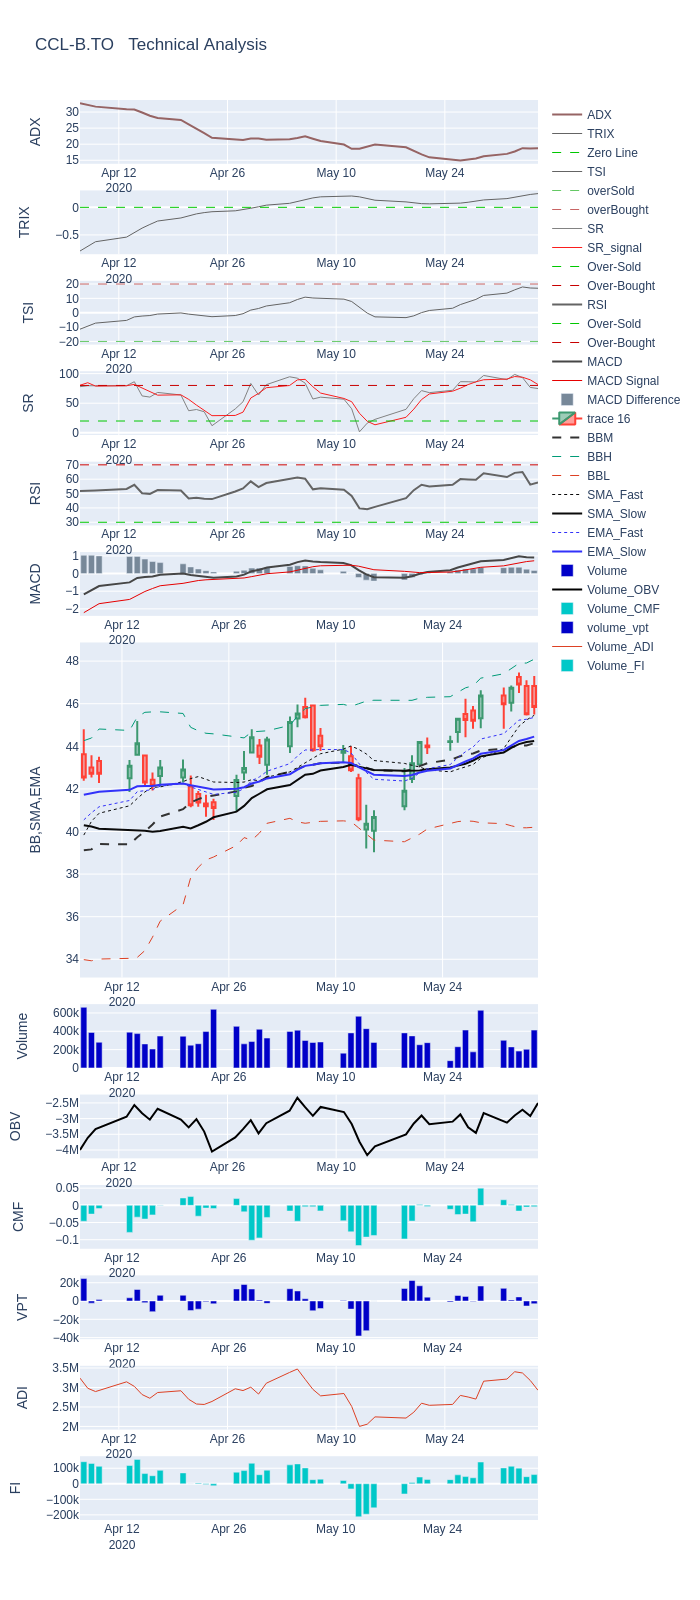 CCL-B.TO   Technical Analysis
ADX
30
25
20
15
Apr 12
2020
Apr 26
May 10
May 24
TRIX
0
−0.5
Apr 12
2020
Apr 26
May 10
May 24
TSI
20
10
0
−10
−20
Apr 12
2020
Apr 26
May 10
May 24
SR
100
50
0
Apr 12
2020
Apr 26
May 10
May 24
RSI
70
60
50
40
30
Apr 12
2020
Apr 26
May 10
May 24
MACD
1
0
−1
−2
Apr 12
2020
Apr 26
May 10
May 24
BB,SMA,EMA
48
46
44
42
40
38
36
34
Apr 12
2020
Apr 26
May 10
May 24
Volume
600k
400k
200k
0
Apr 12
2020
Apr 26
May 10
May 24
OBV
−2.5M
−3M
−3.5M
−4M
Apr 12
2020
Apr 26
May 10
May 24
CMF
0.05
0
−0.05
−0.1
Apr 12
2020
Apr 26
May 10
May 24
VPT
20k
0
−20k
−40k
Apr 12
2020
Apr 26
May 10
May 24
ADI
3.5M
3M
2.5M
2M
Apr 12
2020
Apr 26
May 10
May 24
FI
100k
0
−100k
−200k
Apr 12
2020
Apr 26
May 10
May 24
ADX
TRIX
Zero Line
TSI
overSold
overBought
SR
SR_signal
Over-Sold
Over-Bought
RSI
Over-Sold
Over-Bought
MACD
MACD Signal
MACD Difference
trace 16
BBM
BBH
BBL
SMA_Fast
SMA_Slow
EMA_Fast
EMA_Slow
Volume
Volume_OBV
Volume_CMF
volume_vpt
Volume_ADI
Volume_FI